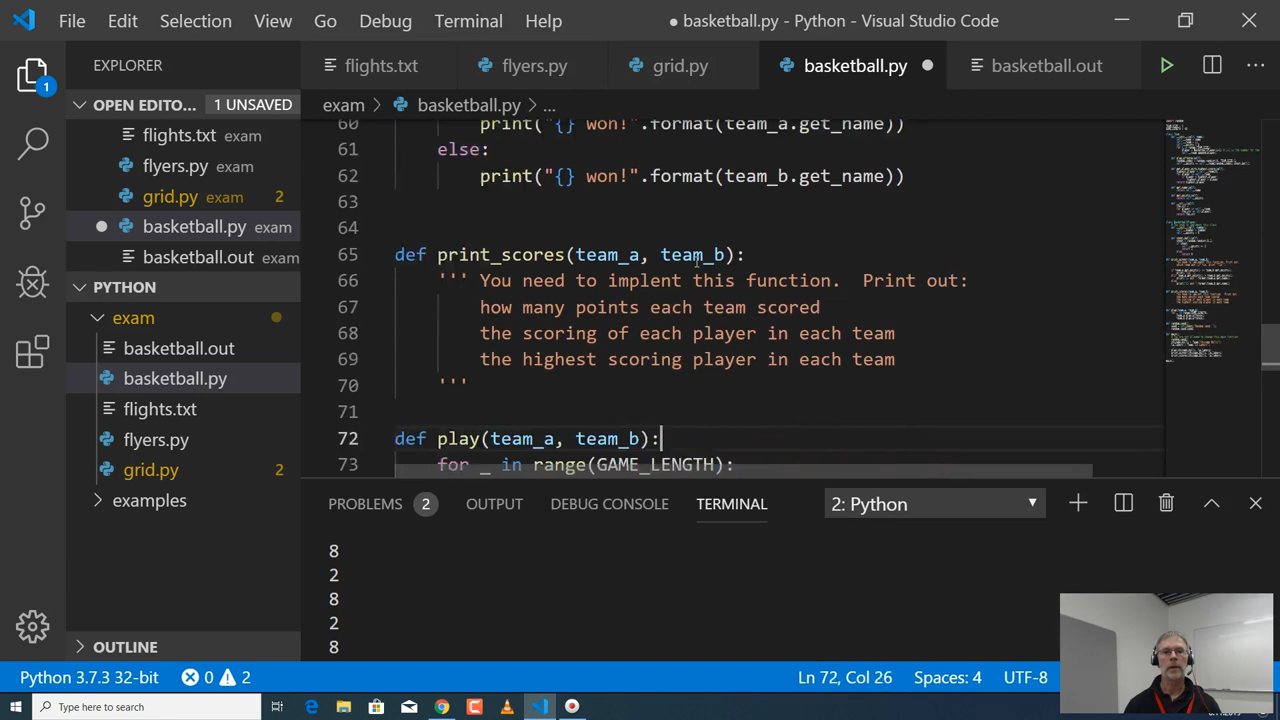 File Edit Selection View Go Debug Terminal Help ● basketball.py - Python - Visual Studio Code
EXPLORER
flights.txt flyers.py grid.py basketball.py basketball.out
OPEN EDITO... 1 UNSAVED
flights.txt exam
flyers.py exam
grid.py exam 2
basketball.py exam
basketball.out exam
PYTHON
exam
basketball.out
basketball.py
flights.txt
flyers.py
grid.py 2
examples
OUTLINE
1
exam > basketball.py > ...
60 print("{} won!".format(team_a.get_name))
61 else:
62 print("{} won!".format(team_b.get_name))
63
64
65 def print_scores(team_a, team_b):
66 ''' You need to implent this function.  Print out:
67 how many points each team scored
68 the scoring of each player in each team
69 the highest scoring player in each team
70 '''
71
72 def play(team_a, team_b):
73 for _ in range(GAME_LENGTH):
PROBLEMS 2 OUTPUT DEBUG CONSOLE TERMINAL 2: Python
8
2
8
2
8
Python 3.7.3 32-bit 0 2 Ln 72, Col 26 Spaces: 4 UTF-8
Type here to search